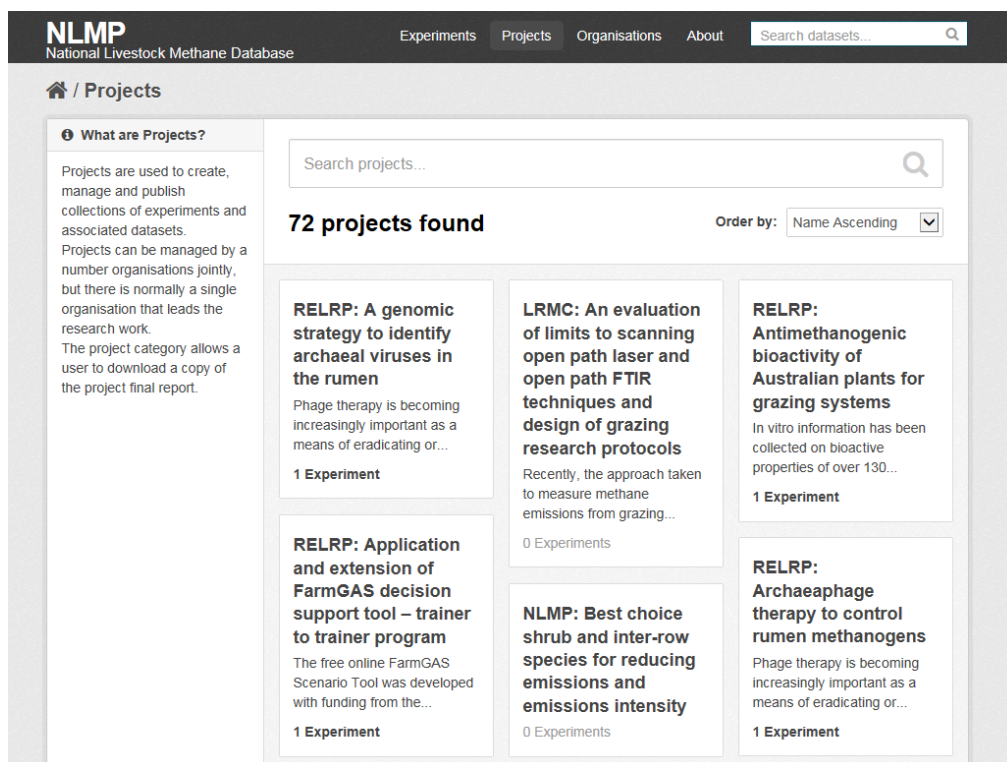 NLMP
National Livestock Methane Database
Experiments Projects Organisations About Search datasets...
/ Projects
What are Projects?
Projects are used to create,
manage and publish
collections of experiments and
associated datasets.
Projects can be managed by a
number organisations jointly,
but there is normally a single
organisation that leads the
research work.
The project category allows a
user to download a copy of
the project final report.
Search projects...
72 projects found
Order by: Name Ascending
RELRP: A genomic
strategy to identify
archaeal viruses in
the rumen
Phage therapy is becoming
increasingly important as a
means of eradicating or...
1 Experiment
LRMC: An evaluation
of limits to scanning
open path laser and
open path FTIR
techniques and
design of grazing
research protocols
Recently, the approach taken
to measure methane
emissions from grazing...
0 Experiments
RELRP:
Antimethanogenic
bioactivity of
Australian plants for
grazing systems
In vitro information has been
collected on bioactive
properties of over 130...
1 Experiment
RELRP: Application
and extension of
FarmGAS decision
support tool – trainer
to trainer program
The free online FarmGAS
Scenario Tool was developed
with funding from the...
1 Experiment
NLMP: Best choice
shrub and inter-row
species for reducing
emissions and
emissions intensity
0 Experiments
RELRP:
Archaeaphage
therapy to control
rumen methanogens
Phage therapy is becoming
increasingly important as a
means of eradicating or...
1 Experiment